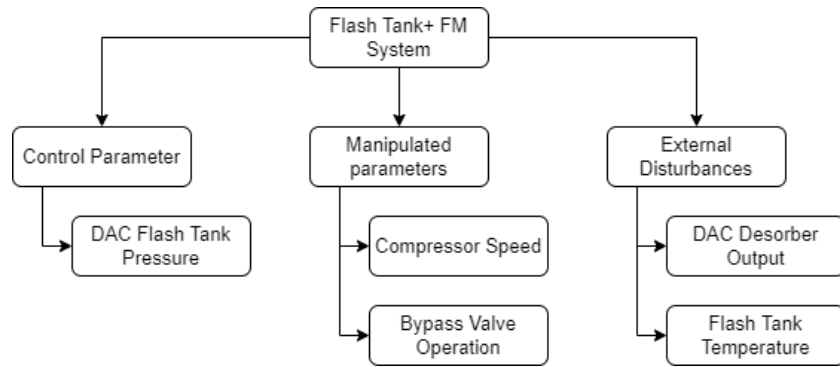 Flash Tank+ FM
System
Control Parameter
Manipulated
parameters
External
Disturbances
DAC Flash Tank
Pressure
Compressor Speed
DAC Desorber
Output
Bypass Valve
Operation
Flash Tank
Temperature